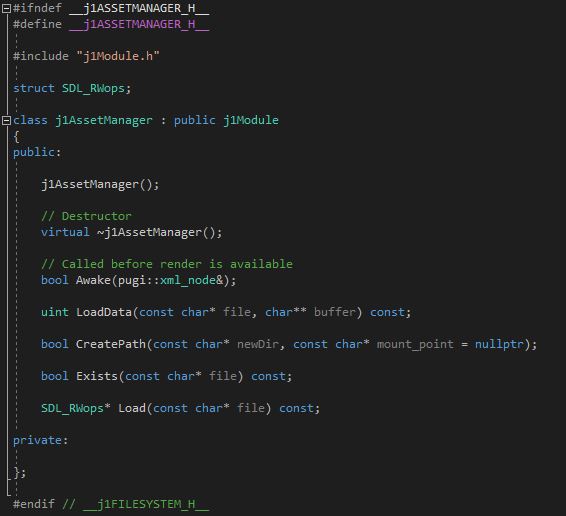 #ifndef __j1ASSETMANAGER_H__
#define __j1ASSETMANAGER_H__
#include "j1Module.h"
struct SDL_RWops;
class j1AssetManager : public j1Module
{
public:
j1AssetManager();
// Destructor
virtual ~j1AssetManager();
// Called before render is available
bool Awake(pugi::xml_node&);
uint LoadData(const char* file, char** buffer) const;
bool CreatePath(const char* newDir, const char* mount_point = nullptr);
bool Exists(const char* file) const;
SDL_RWops* Load(const char* file) const;
private:
};
#endif // __j1FILESYSTEM_H__